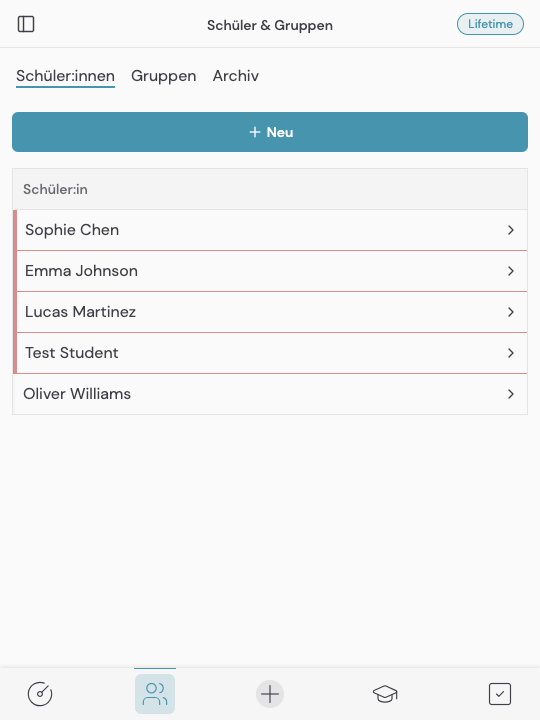 Schüler & Gruppen
Lifetime
Schüler:innen Gruppen Archiv
Neu
Schüler:in
Sophie Chen
Emma Johnson
Lucas Martinez
Test Student
Oliver Williams